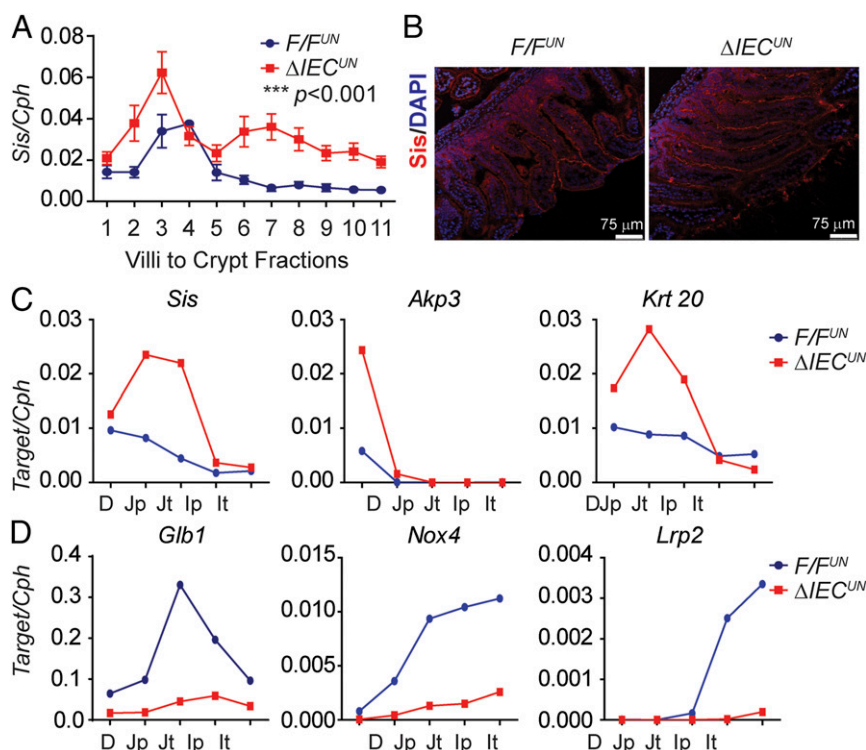 A
Sis/Cph
0.08
0.06
0.04
0.02
0.00
F/F^UN
ΔIEC^UN
*** p<0.001
1 2 3 4 5 6 7 8 9 10 11
Villi to Crypt Fractions
B
F/F^UN
ΔIEC^UN
Sis/DAPI
75 µm
75 µm
C
Sis
Akp3
Krt 20
Target/Cph
0.03
0.02
0.01
0.00
D Jp Jt Ip It
0.03
0.02
0.01
0.00
D Jp Jt Ip It
0.03
0.02
0.01
0.00
DJp Jt Ip It
F/F^UN
ΔIEC^UN
D
Glb1
Nox4
Lrp2
Target/Cph
0.4
0.3
0.2
0.1
0.0
D Jp Jt Ip It
0.015
0.010
0.005
0.000
D Jp Jt Ip It
0.004
0.003
0.002
0.001
0.000
D Jp Jt Ip It
F/F^UN
ΔIEC^UN